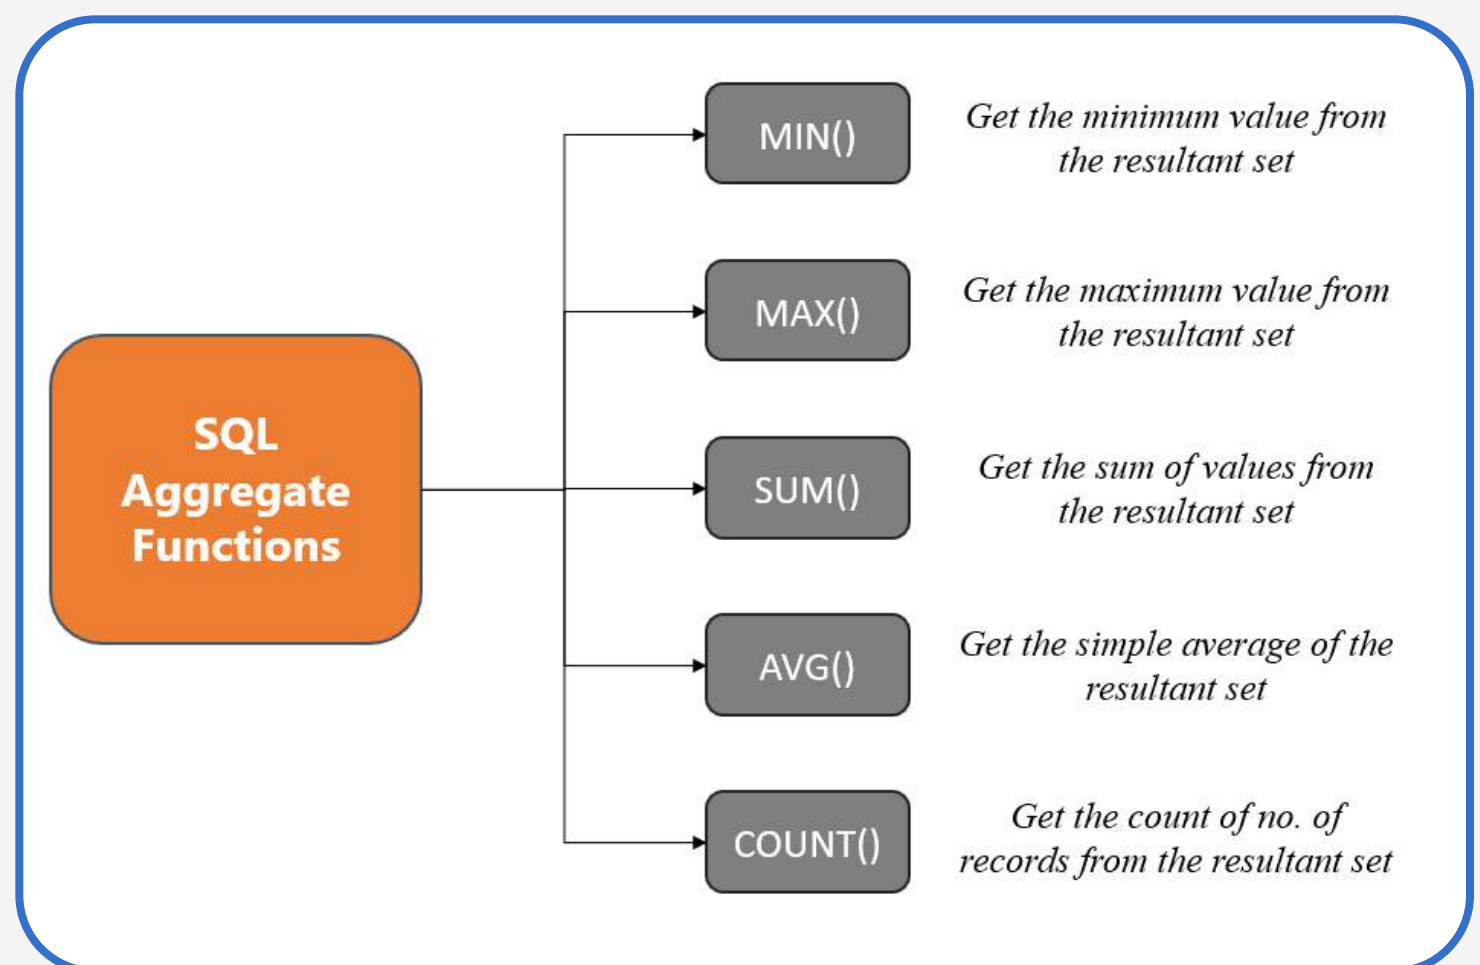 SQL
Aggregate
Functions
MIN()
Get the minimum value from
the resultant set
MAX()
Get the maximum value from
the resultant set
SUM()
Get the sum of values from
the resultant set
AVG()
Get the simple average of the
resultant set
COUNT()
Get the count of no. of
records from the resultant set